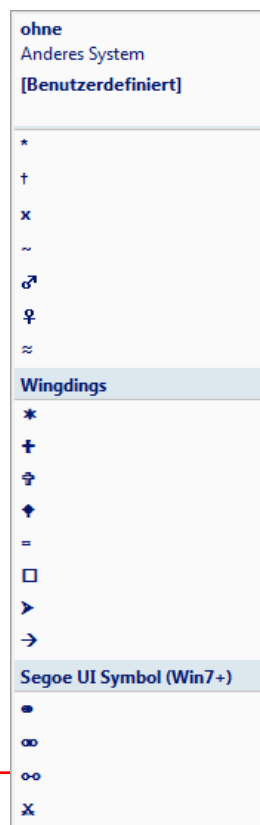 ohne
Anderes System
[Benutzerdefiniert]
*
†
x
~
♂
♀
≈
Wingdings
✶
✝
✞
=
□
➢
→
Segoe UI Symbol (Win7+)
⚭
⚮